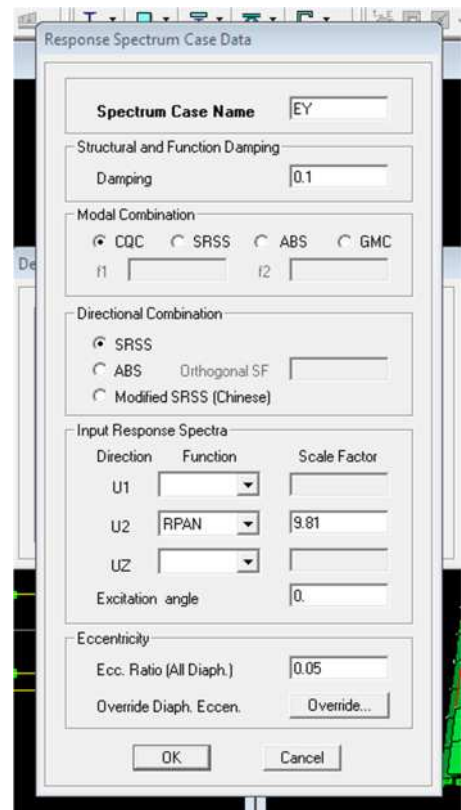 Response Spectrum Case Data
Spectrum Case Name EY
Structural and Function Damping
Damping 0.1
Modal Combination
CQC SRSS ABS GMC
f1 f2
Directional Combination
SRSS
ABS Orthogonal SF
Modified SRSS (Chinese)
Input Response Spectra
Direction Function Scale Factor
U1
U2 RPAN 9.81
UZ
Excitation angle 0.
Eccentricity
Ecc. Ratio (All Diaph.) 0.05
Override Diaph. Eccen. Override...
OK Cancel
De